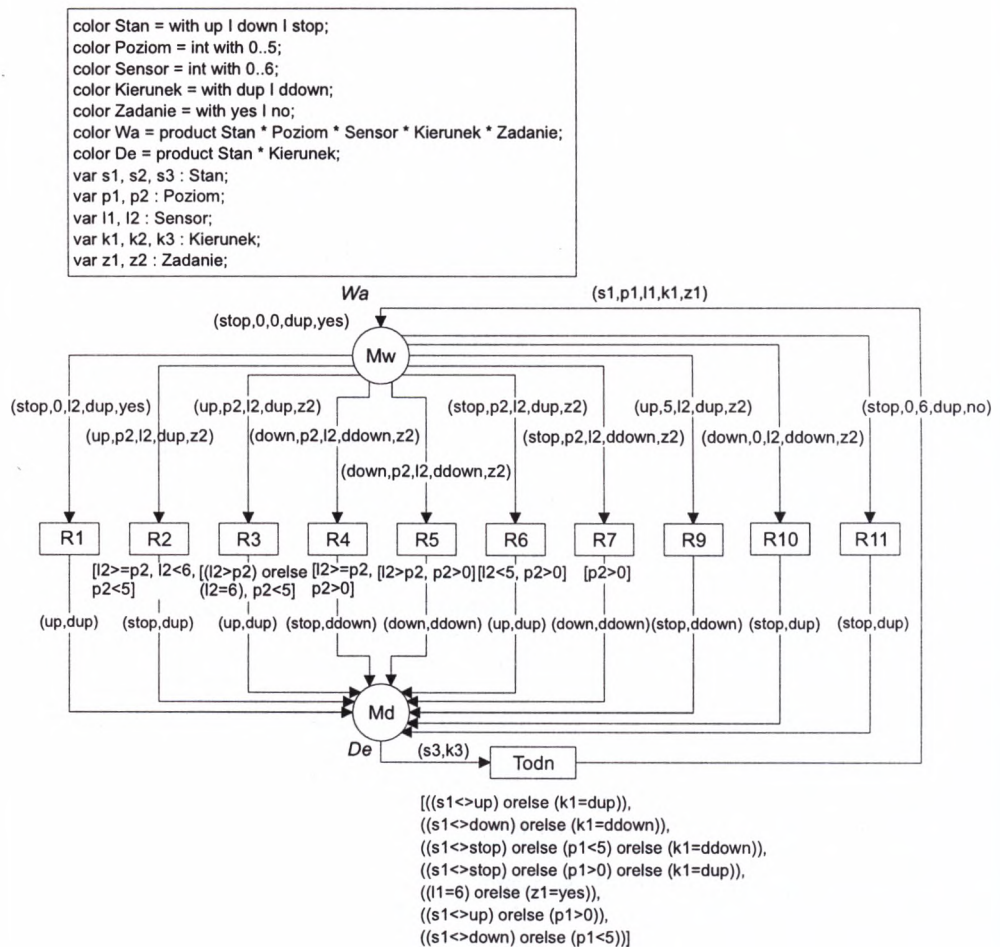 color Stan = with up I down I stop;
color Poziom = int with 0..5;
color Sensor = int with 0..6;
color Kierunek = with dup I ddown;
color Zadanie = with yes I no;
color Wa = product Stan * Poziom * Sensor * Kierunek * Zadanie;
color De = product Stan * Kierunek;
var s1, s2, s3 : Stan;
var p1, p2 : Poziom;
var l1, l2 : Sensor;
var k1, k2, k3 : Kierunek;
var z1, z2 : Zadanie;
Wa
(s1,p1,l1,k1,z1)
(stop,0,0,dup,yes)
Mw
(stop,0,l2,dup,yes)
(up,p2,l2,dup,z2)
(stop,p2,l2,dup,z2)
(up,5,l2,dup,z2)
(stop,0,6,dup,no)
(up,p2,l2,dup,z2)
(down,p2,l2,ddown,z2)
(stop,p2,l2,ddown,z2)
(down,0,l2,ddown,z2)
(down,p2,l2,ddown,z2)
R1
R2
R3
R4
R5
R6
R7
R9
R10
R11
[l2>=p2, l2<6,
p2<5]
[((l2>p2) orelse
(l2=6), p2<5]
[l2>=p2,
p2>0]
[l2>p2, p2>0]
[l2<5, p2>0]
[p2>0]
(up,dup)
(stop,dup)
(up,dup)
(stop,ddown)
(down,ddown)
(up,dup)
(down,ddown)
(stop,ddown)
(stop,dup)
(stop,dup)
Md
De
(s3,k3)
Todn
[((s1<>up) orelse (k1=dup)),
((s1<>down) orelse (k1=ddown)),
((s1<>stop) orelse (p1<5) orelse (k1=ddown)),
((s1<>stop) orelse (p1>0) orelse (k1=dup)),
((l1=6) orelse (z1=yes)),
((s1<>up) orelse (p1>0)),
((s1<>down) orelse (p1<5))]